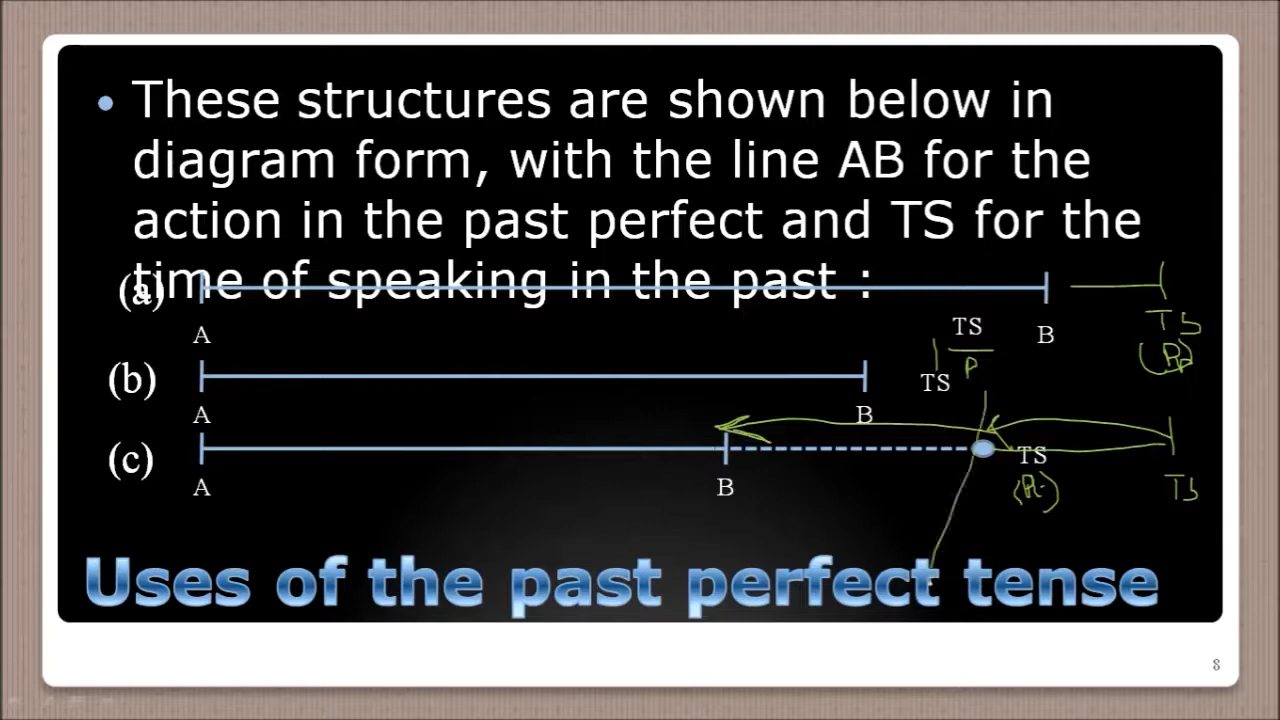 • These structures are shown below in
diagram form, with the line AB for the
action in the past perfect and TS for the
time of speaking in the past :
(a)
A TS B TS
(b)
P
TS
A B
(c)
TS
A B TS
Uses of the past perfect tense
8